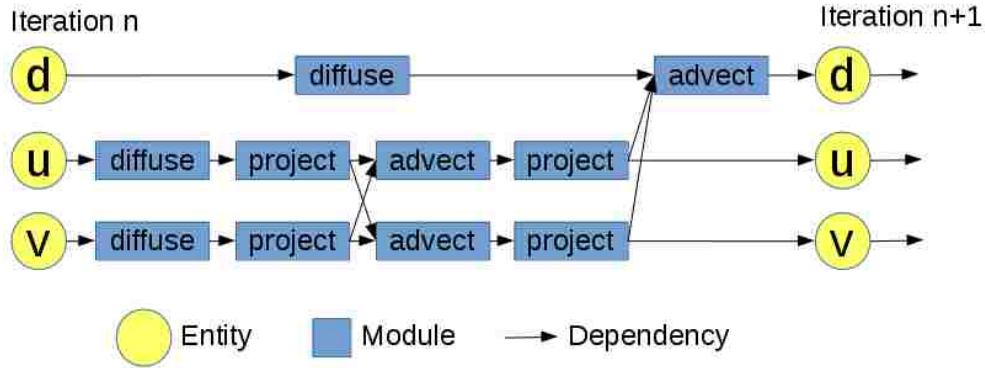 Iteration n Iteration n+1
d diffuse advect d
u diffuse project advect project u
v diffuse project advect project v
Entity Module Dependency